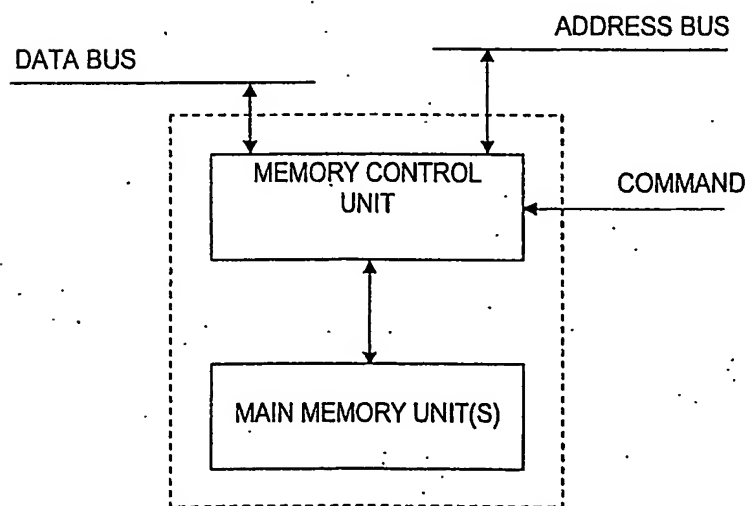 ADDRESS BUS
DATA BUS
MEMORY CONTROL
UNIT
COMMAND
MAIN MEMORY UNIT(S)